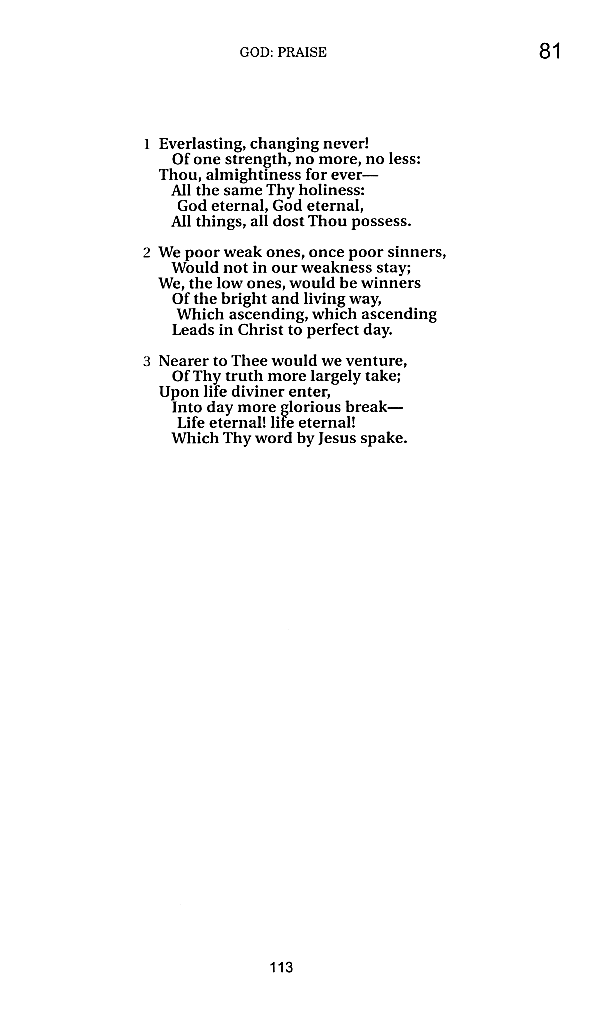 GOD: PRAISE
81
1 Everlasting, changing never!
Of one strength, no more, no less:
Thou, almightiness for ever—
All the same Thy holiness:
God eternal, God eternal,
All things, all dost Thou possess.
2 We poor weak ones, once poor sinners,
Would not in our weakness stay;
We, the low ones, would be winners
Of the bright and living way,
Which ascending, which ascending
Leads in Christ to perfect day.
3 Nearer to Thee would we venture,
Of Thy truth more largely take;
Upon life diviner enter,
Into day more glorious break—
Life eternal! life eternal!
Which Thy word by Jesus spake.
113